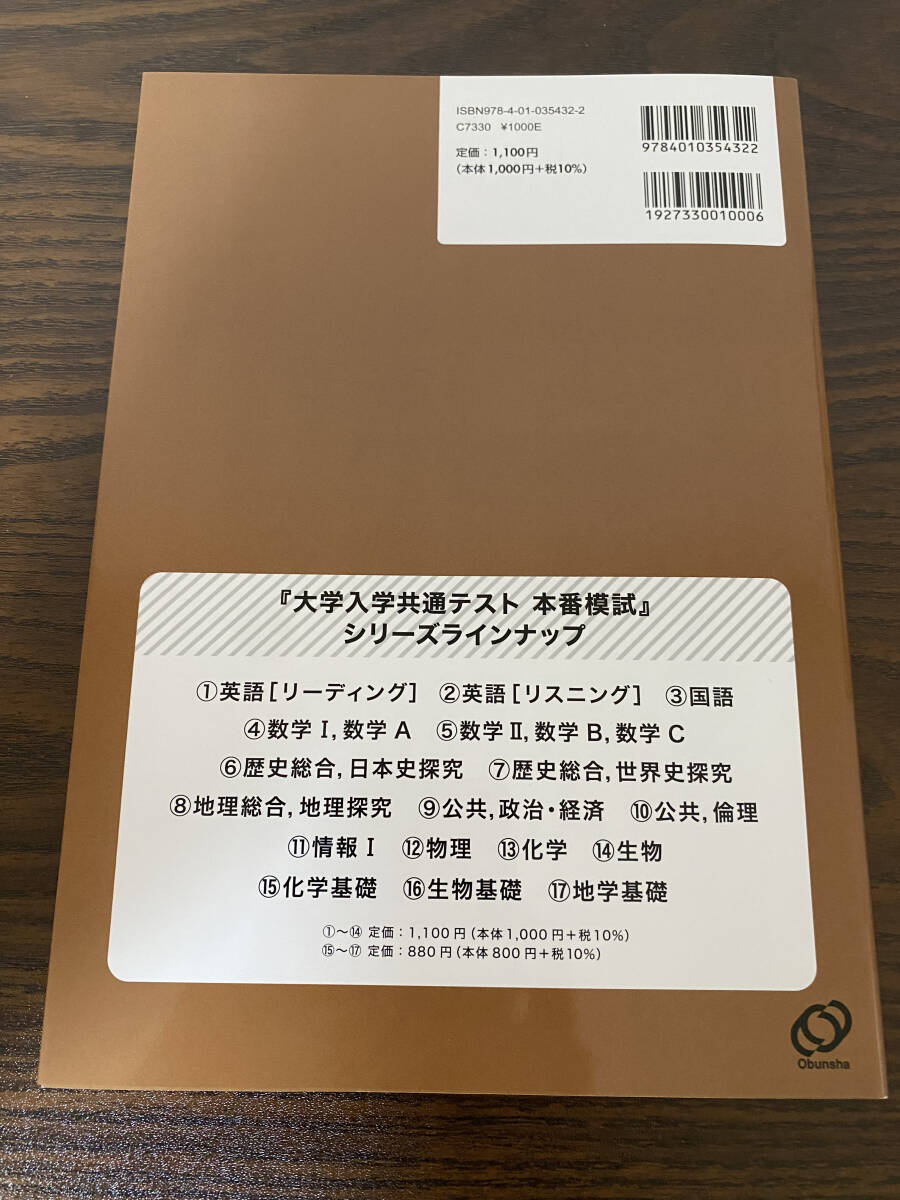 ISBN978-4-01-035432-2
C7330 ¥1000E
定価：1,100円
(本体1,000円＋税10%)
9784010354322
1927330010006
『大学入学共通テスト 本番模試』
シリーズラインナップ
①英語［リーディング］ ②英語［リスニング］ ③国語
④数学Ⅰ,数学A ⑤数学Ⅱ,数学B,数学C
⑥歴史総合,日本史探究 ⑦歴史総合,世界史探究
⑧地理総合,地理探究 ⑨公共,政治・経済 ⑩公共,倫理
⑪情報Ⅰ ⑫物理 ⑬化学 ⑭生物
⑮化学基礎 ⑯生物基礎 ⑰地学基礎
①～⑭ 定価：1,100円(本体1,000円＋税10%)
⑮～⑰ 定価：880円(本体800円＋税10%)
Obunsha